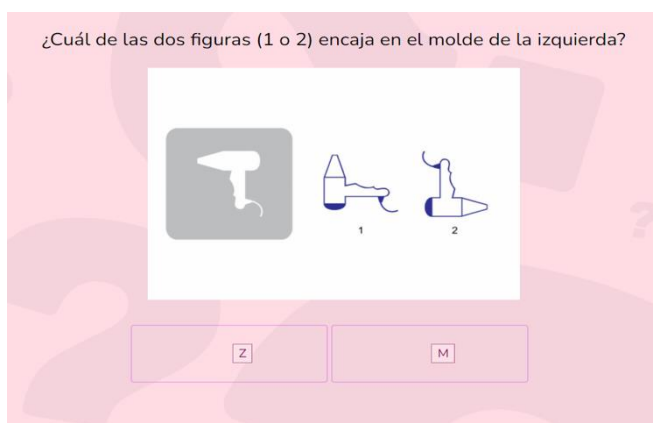 ¿Cuál de las dos figuras (1 o 2) encaja en el molde de la izquierda?
1
2
Z
M